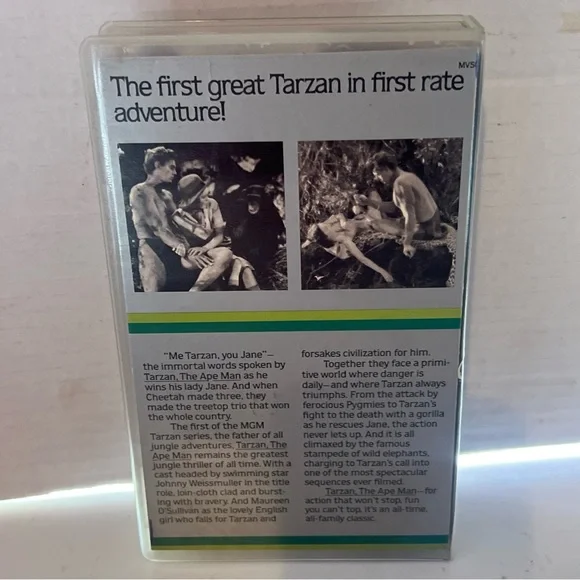 MVS
The first great Tarzan in first rate
adventure!
"Me Tarzan, you Jane"—
the immortal words spoken by
Tarzan, The Ape Man as he
wins his lady Jane. And when
Cheetah made three, they
made the treetop trio that won
the whole country.
The first of the MGM
Tarzan series, the father of all
jungle adventures, Tarzan, The
Ape Man remains the greatest
jungle thriller of all time. With a
cast headed by swimming star
Johnny Weissmuller in the title
role, loin-cloth clad and burst-
ing with bravery. And Maureen
O'Sullivan as the lovely English
girl who falls for Tarzan and
forsakes civilization for him.
Together they face a primi-
tive world where danger is
daily—and where Tarzan always
triumphs. From the attack by
ferocious Pygmies to Tarzan's
fight to the death with a gorilla
as he rescues Jane, the action
never lets up. And it is all
climaxed by the famous
stampede of wild elephants,
charging to Tarzan's call into
one of the most spectacular
sequences ever filmed.
Tarzan, The Ape Man—for
action that won't stop, fun
you can't top, it's an all-time,
all-family classic.